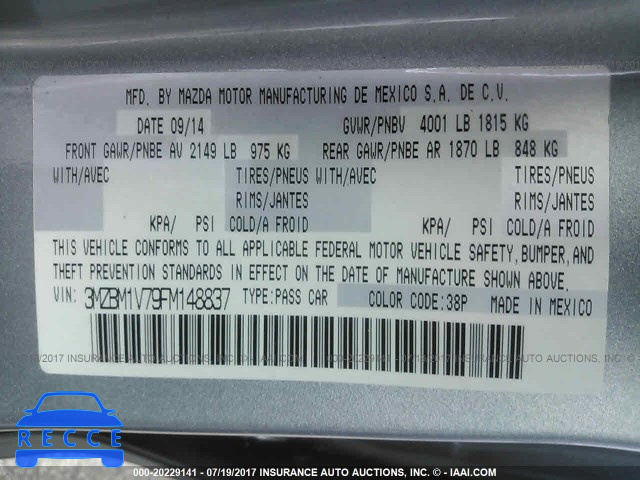 MFD. BY MAZDA MOTOR MANUFACTURING DE MEXICO S.A. DE C.V.
DATE 09/14 GVWR/PNBV 4001 LB 1815 KG
FRONT GAWR/PNBE AV 2149 LB 975 KG REAR GAWR/PNBE AR 1870 LB 848 KG
WITH/AVEC TIRES/PNEUS WITH/AVEC TIRES/PNEUS
RIMS/JANTES RIMS/JANTES
KPA/ PSI COLD/A FROID KPA/ PSI COLD/A FROID
THIS VEHICLE CONFORMS TO ALL APPLICABLE FEDERAL MOTOR VEHICLE SAFETY, BUMPER, AND
THEFT PREVENTION STANDARDS IN EFFECT ON THE DATE OF MANUFACTURE SHOWN ABOVE.
VIN: 3MZBM1V79FM148837 TYPE:PASS CAR COLOR CODE:38P MADE IN MEXICO
RECCE
000-20229141 - 07/19/2017 INSURANCE AUTO AUCTIONS, INC. - © IAAI.COM